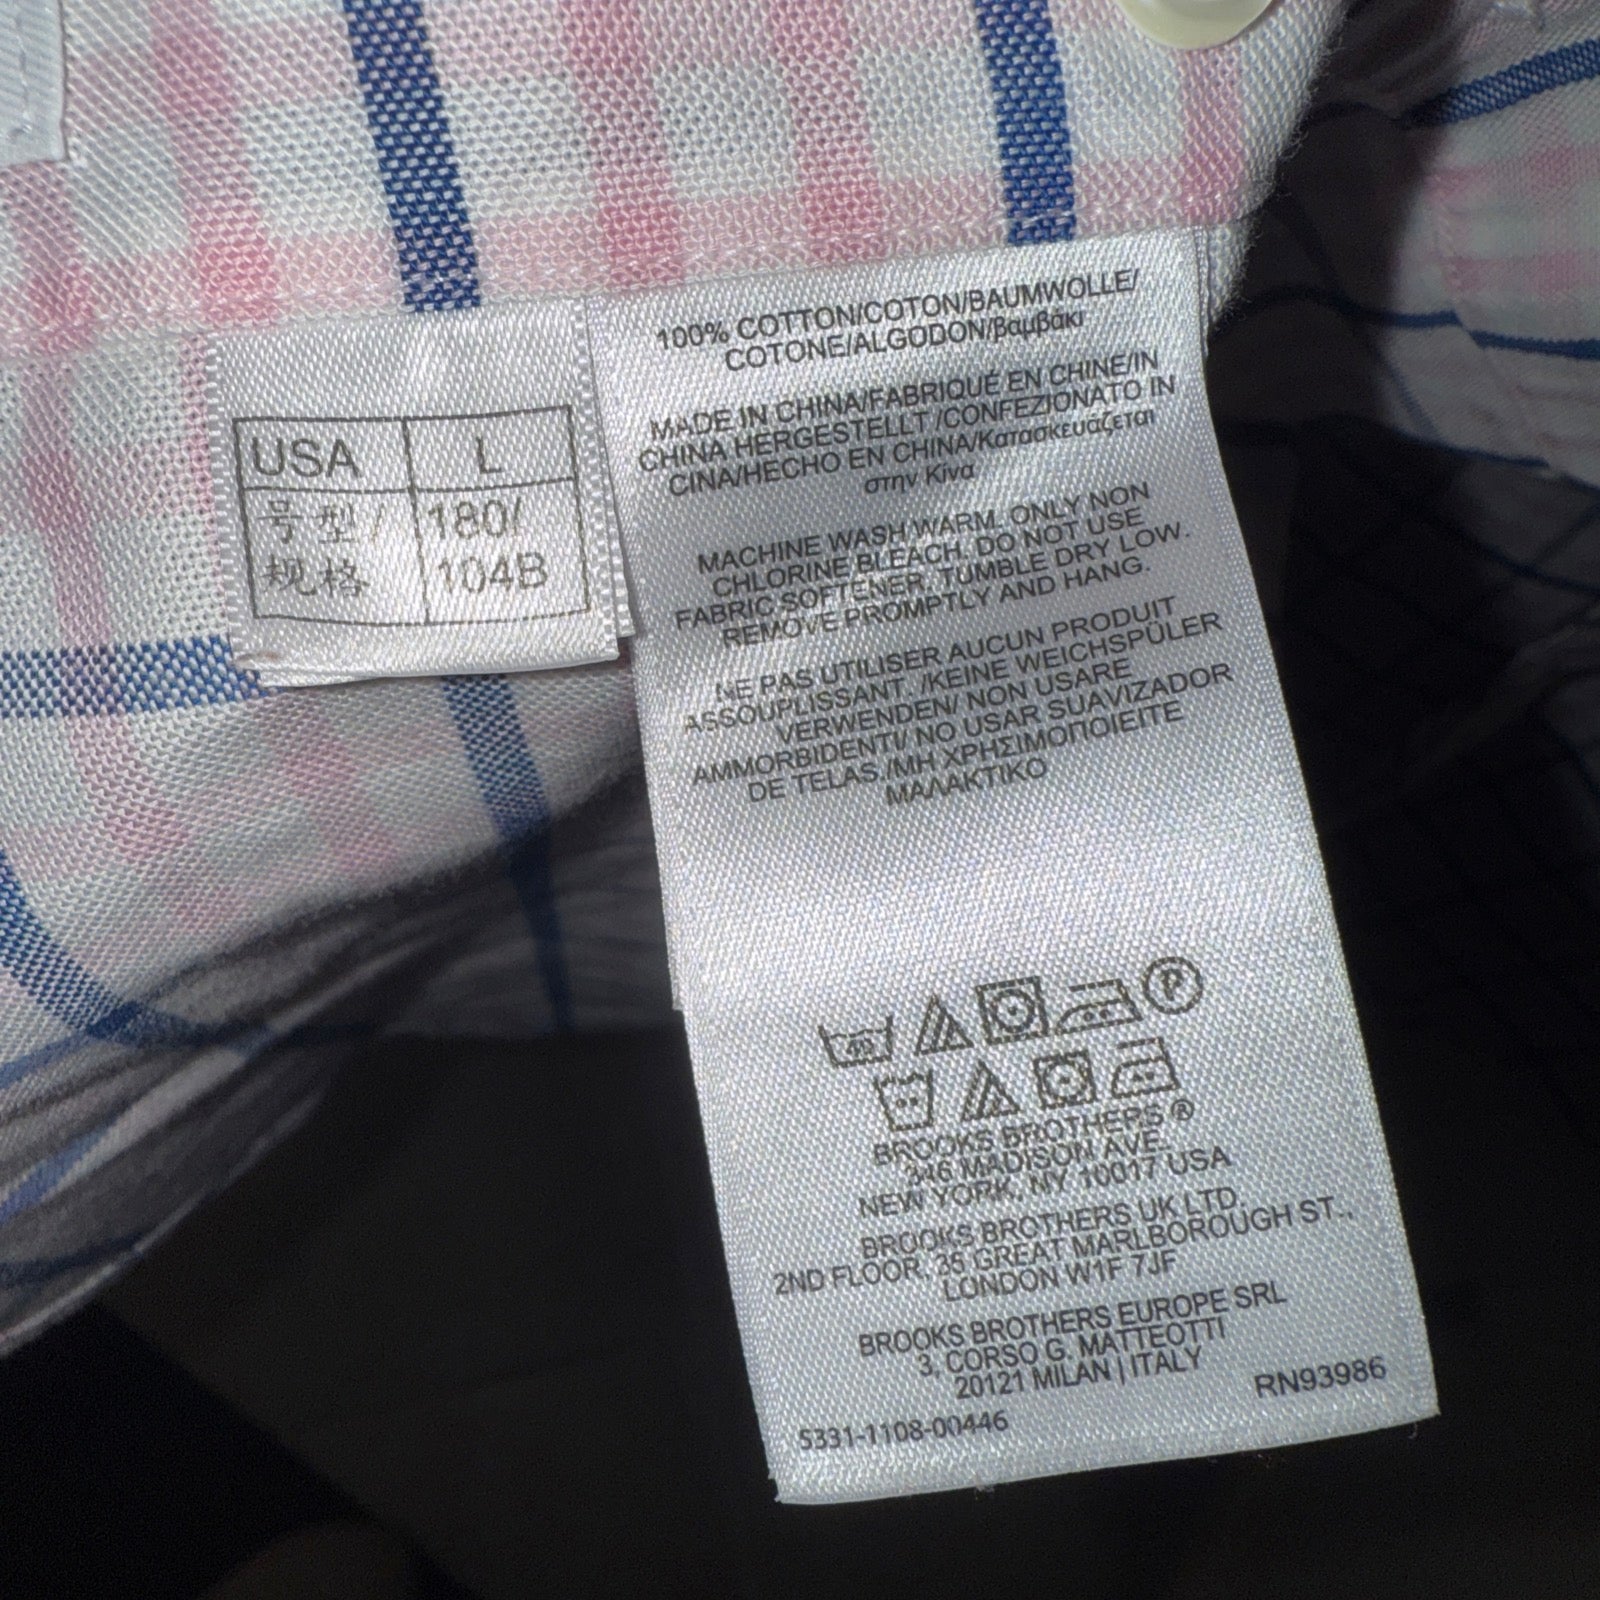 USA L
号型/ 180/
规格 104B
100% COTTON/COTON/BAUMWOLLE/
COTONE/ALGODON/βαμβάκι
MADE IN CHINA/FABRIQUÉ EN CHINE/IN
CHINA HERGESTELLT /CONFEZIONATO IN
CINA/HECHO EN CHINA/Κατασκευάζεται
στην Κίνα
MACHINE WASH WARM. ONLY NON
CHLORINE BLEACH. DO NOT USE
FABRIC SOFTENER. TUMBLE DRY LOW.
REMOVE PROMPTLY AND HANG.
NE PAS UTILISER AUCUN PRODUIT
ASSOUPLISSANT. /KEINE WEICHSPÜLER
VERWENDEN/ NON USARE
AMMORBIDENTI/ NO USAR SUAVIZADOR
DE TELAS./ΜΗ ΧΡΗΣΙΜΟΠΟΙΕΙΤΕ
ΜΑΛΑΚΤΙΚΟ
40 P
BROOKS BROTHERS ®
346 MADISON AVE.
NEW YORK, NY 10017 USA
BROOKS BROTHERS UK LTD.
2ND FLOOR, 35 GREAT MARLBOROUGH ST.,
LONDON W1F 7JF
BROOKS BROTHERS EUROPE SRL
3, CORSO G. MATTEOTTI
20121 MILAN | ITALY
RN93986
5331-1108-00446